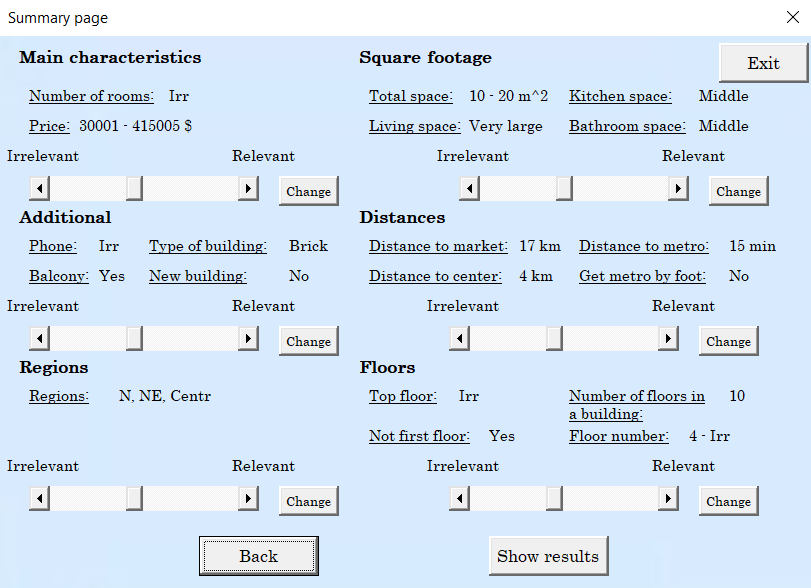 Summary page
Main characteristics
Number of rooms: Irr
Price: 30001 - 415005 $
Irrelevant Relevant
Change
Square footage
Exit
Total space: 10 - 20 m^2 Kitchen space: Middle
Living space: Very large Bathroom space: Middle
Irrelevant Relevant
Change
Additional
Phone: Irr Type of building: Brick
Balcony: Yes New building: No
Irrelevant Relevant
Change
Distances
Distance to market: 17 km Distance to metro: 15 min
Distance to center: 4 km Get metro by foot: No
Irrelevant Relevant
Change
Regions
Regions: N, NE, Centr
Irrelevant Relevant
Change
Floors
Top floor: Irr Number of floors in 10
a building:
Not first floor: Yes Floor number: 4 - Irr
Irrelevant Relevant
Change
Back Show results